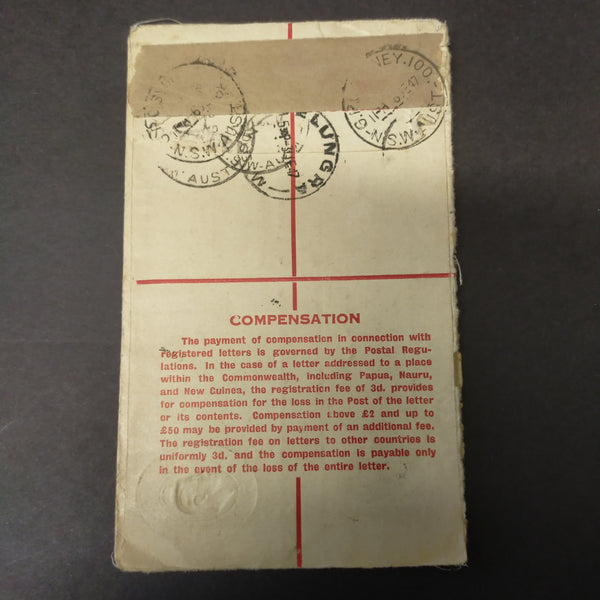 NEY.100
N.S.W.
N.S.W-AUST
AUST
W-AU
LUNGRA
COMPENSATION
The payment of compensation in connection with
registered letters is governed by the Postal Regu-
lations. In the case of a letter addressed to a place
within the Commonwealth, including Papua, Nauru,
and New Guinea, the registration fee of 3d. provides
for compensation for the loss in the Post of the letter
or its contents. Compensation above £2 and up to
£50 may be provided by payment of an additional fee.
The registration fee on letters to other countries is
uniformly 3d. and the compensation is payable only
in the event of the loss of the entire letter.